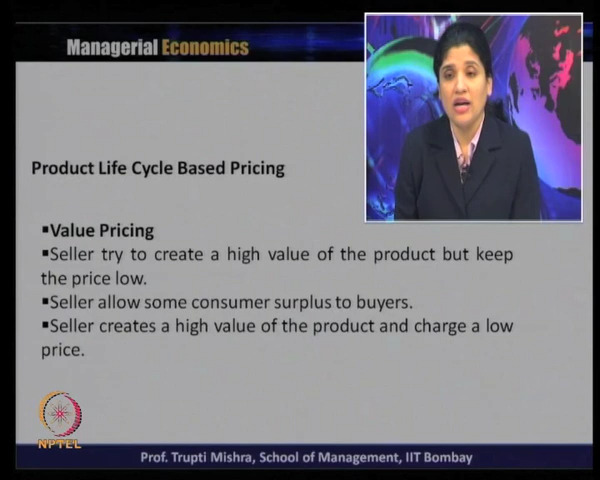 Managerial Economics
Product Life Cycle Based Pricing
▪Value Pricing
▪Seller try to create a high value of the product but keep
the price low.
▪Seller allow some consumer surplus to buyers.
▪Seller creates a high value of the product and charge a low
price.
NPTEL
Prof. Trupti Mishra, School of Management, IIT Bombay